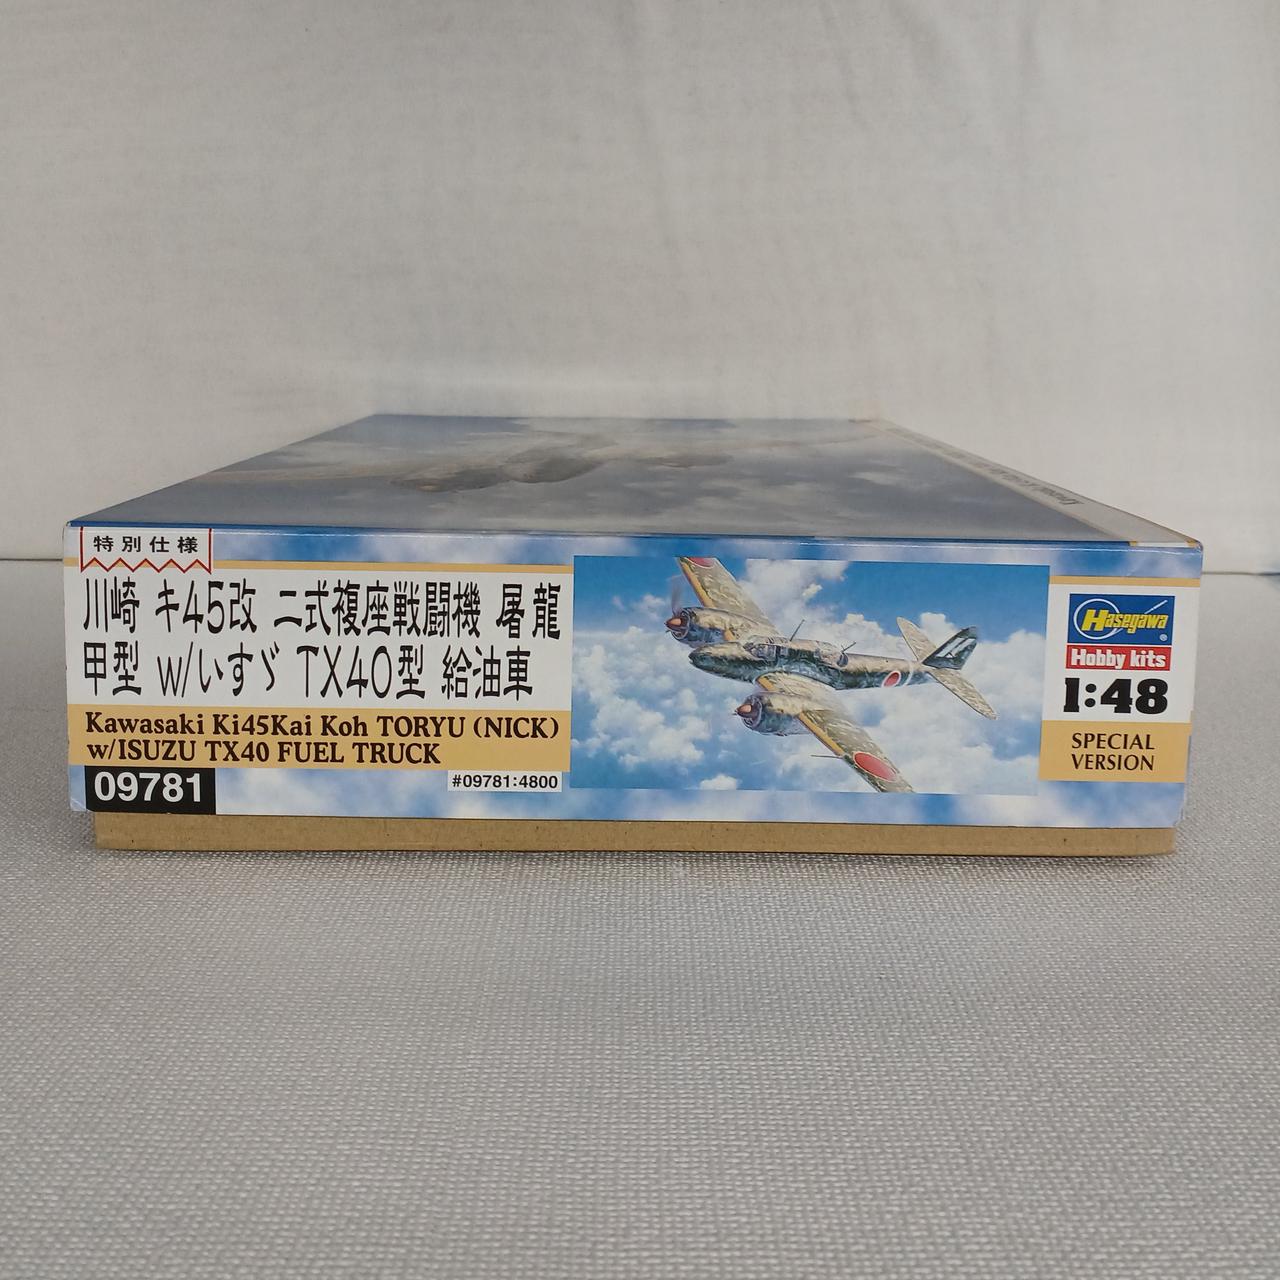 特別仕様
川崎 キ45改 二式複座戦闘機 屠龍
甲型 w/いすゞ TX40型 給油車
Kawasaki Ki45Kai Koh TORYU (NICK)
w/ISUZU TX40 FUEL TRUCK
09781
#09781:4800
Hasegawa®
Hobby kits
1:48
SPECIAL
VERSION